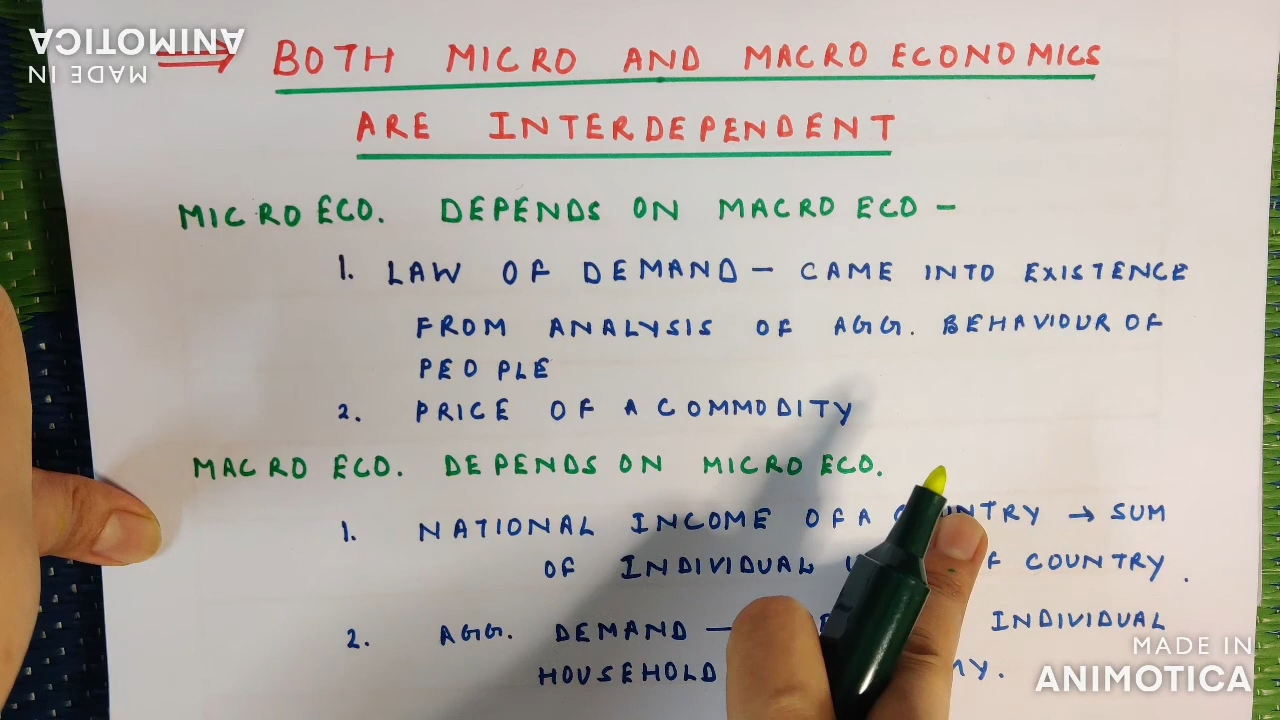 ⇒ BOTH MICRO AND MACRO ECONOMICS
ARE INTERDEPENDENT
MICRO ECO. DEPENDS ON MACRO ECO -
1. LAW OF DEMAND - CAME INTO EXISTENCE
FROM ANALYSIS OF AGG. BEHAVIOUR OF
PEOPLE
2. PRICE OF A COMMODITY
MACRO ECO. DEPENDS ON MICRO ECO.
1. NATIONAL INCOME OF A → SUM
OF INDIVIDUAL COUNTRY.
2. AGG. DEMAND - INDIVIDUAL
HOUSEHOLD
MADE IN
ANIMOTICA
MADE IN
ANIMOTICA